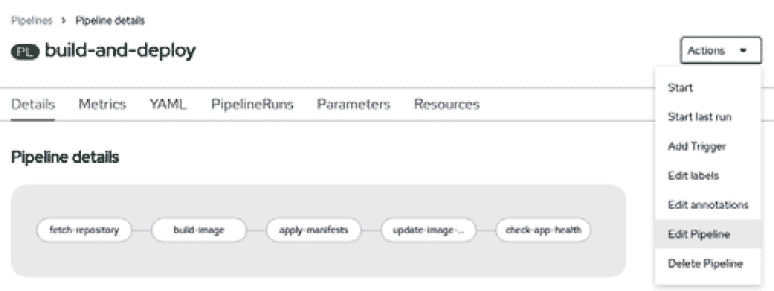 Pipelines > Pipeline details
PL build-and-deploy
Actions
Details Metrics YAML PipelineRuns Parameters Resources
Start
Start last run
Add Trigger
Edit labels
Edit annotations
Edit Pipeline
Delete Pipeline
Pipeline details
fetch-repository build-image apply-manifests update-image-... check-app-health